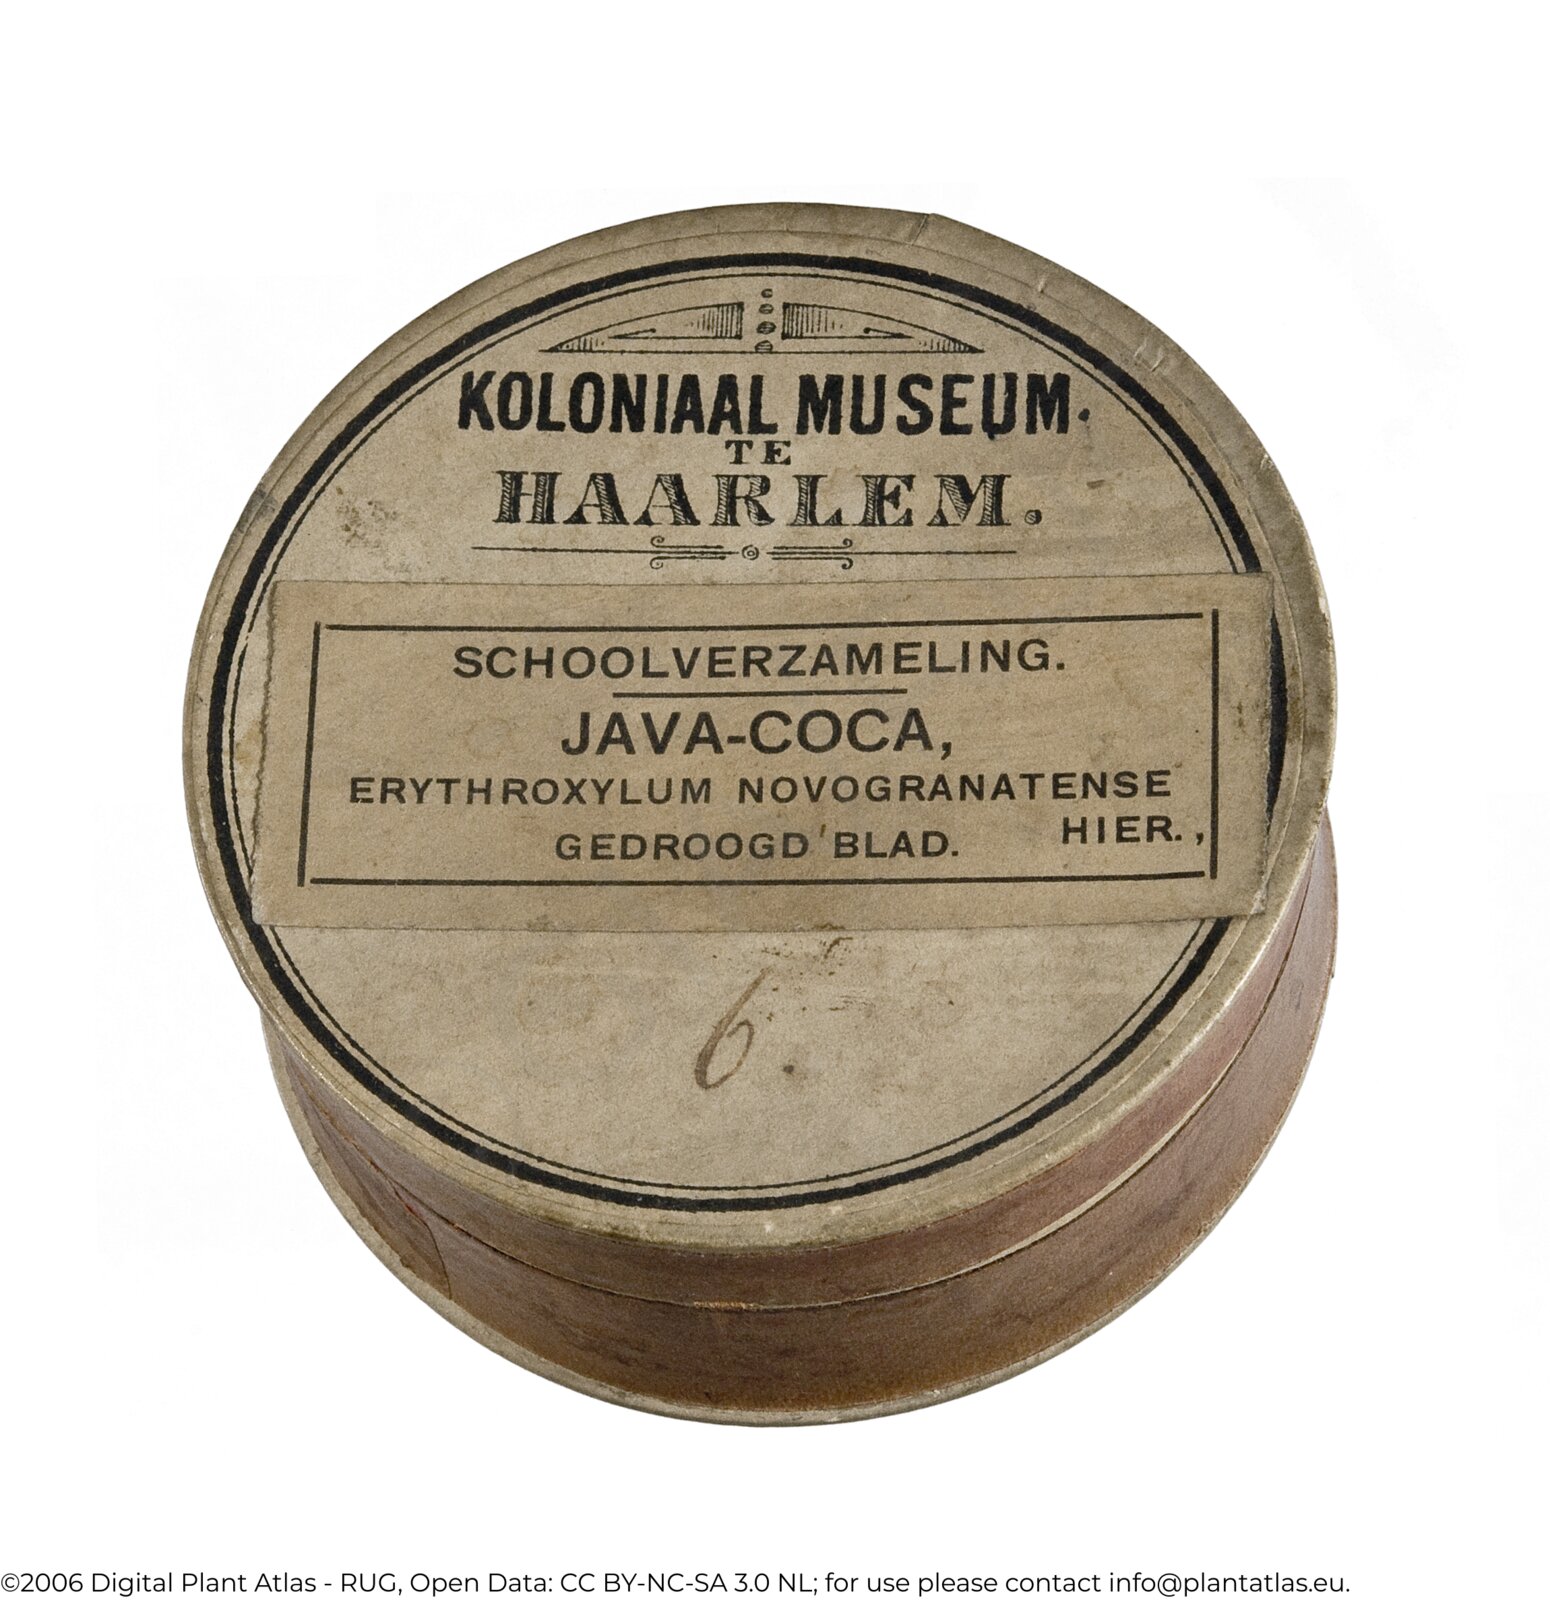 KOLONIAAL MUSEUM.
TE
HAARLEM.
SCHOOLVERZAMELING.
JAVA-COCA,
ERYTHROXYLUM NOVOGRANATENSE
HIER.,
GEDROOGD BLAD.
6.
©2006 Digital Plant Atlas - RUG, Open Data: CC BY-NC-SA 3.0 NL; for use please contact info@plantatlas.eu.